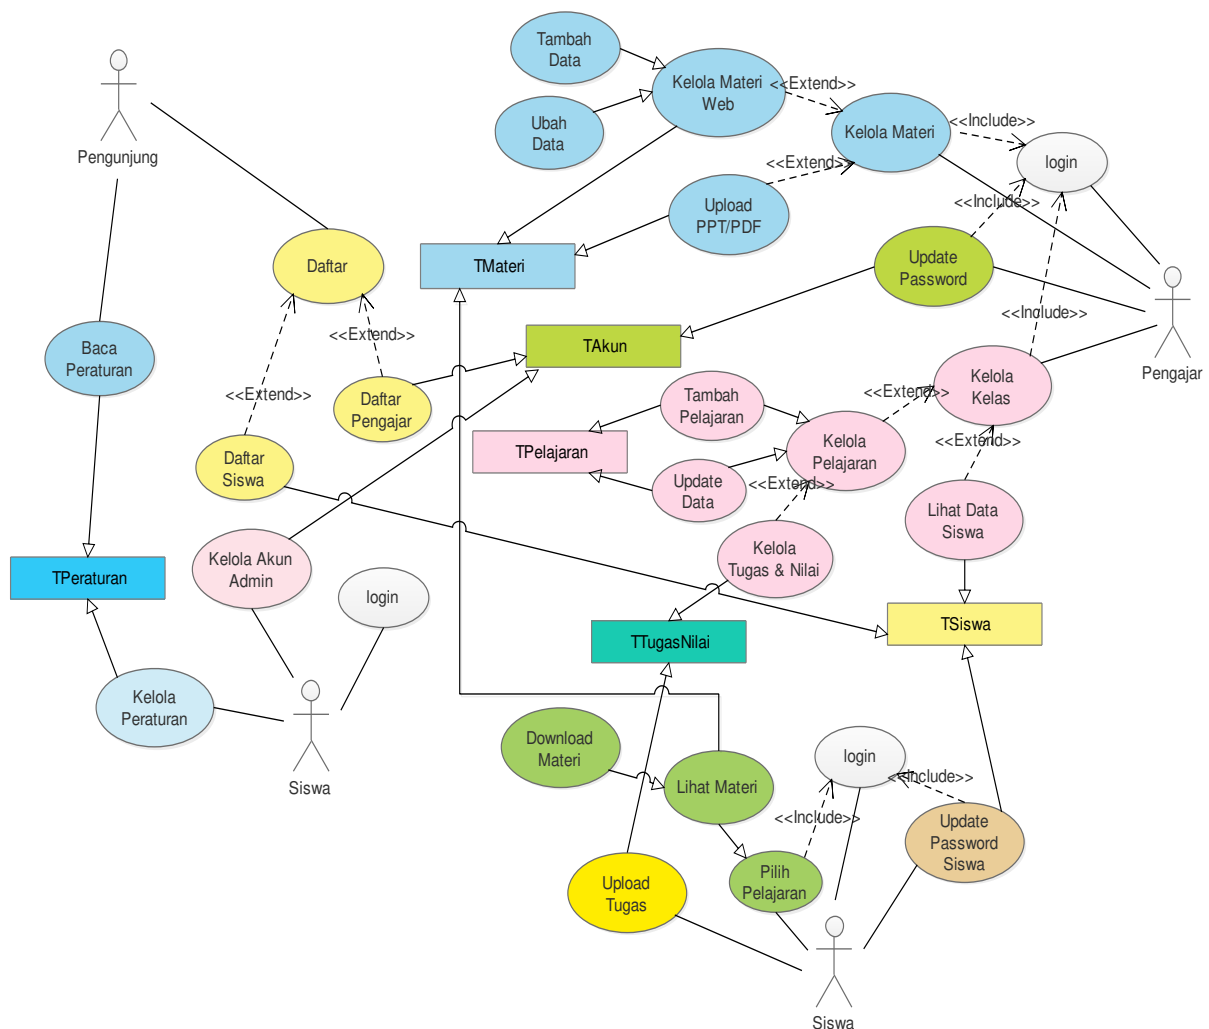 Tambah
Data
Kelola Materi
Web
<<Extend>>
Ubah
Data
Kelola Materi
<<Include>>
Pengunjung
<<Extend>>
login
<<Include>>
Upload
PPT/PDF
Daftar
TMateri
Update
Password
<<Include>>
<<Extend>>
TAkun
Baca
Peraturan
Pengajar
<<Extend>>
Daftar
Pengajar
Tambah
Pelajaran
<<Extend>>
Kelola
Kelas
TPelajaran
Kelola
Pelajaran
<<Extend>>
Daftar
Siswa
Update
Data
<<Extend>>
Lihat Data
Siswa
Kelola Akun
Admin
Kelola
Tugas & Nilai
TPeraturan
login
TTugasNilai
TSiswa
Kelola
Peraturan
Siswa
Download
Materi
Lihat Materi
login
<<Include>>
<<Include>>
Update
Password
Siswa
Upload
Tugas
Pilih
Pelajaran
Siswa